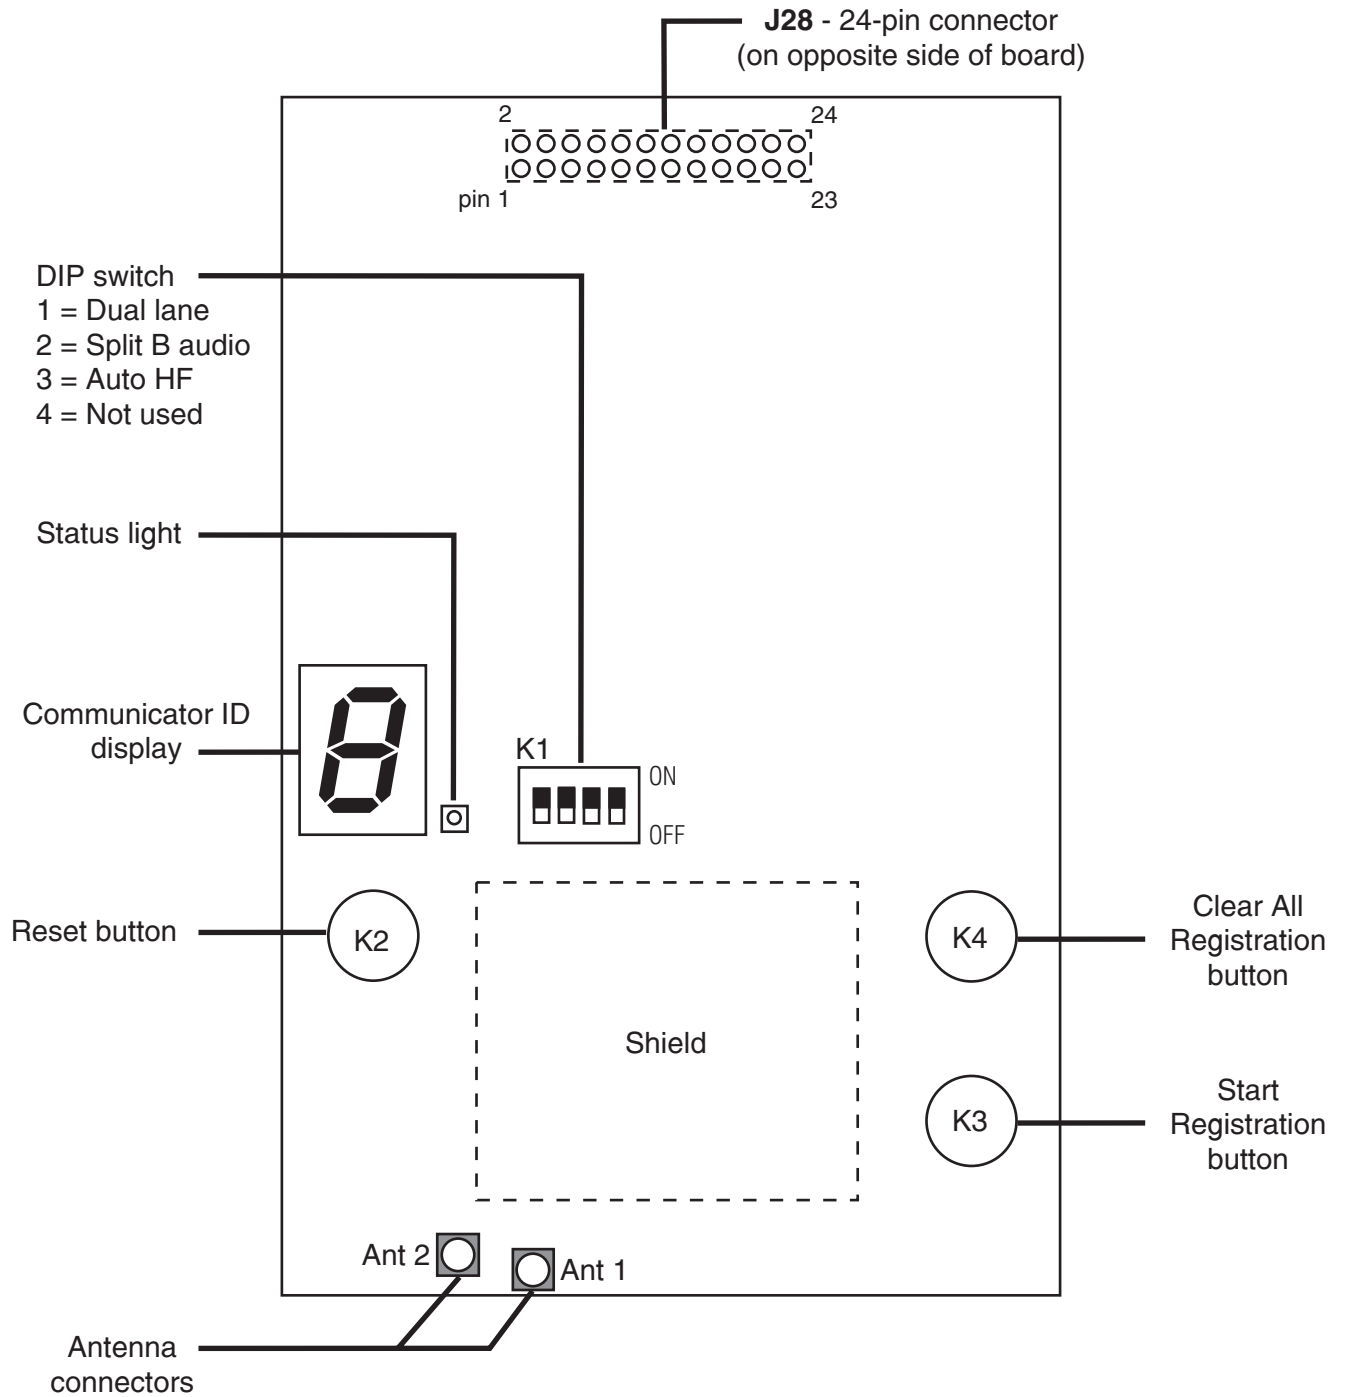 J28 - 24-pin connector
(on opposite side of board)
2
24
pin 1
23
DIP switch
1 = Dual lane
2 = Split B audio
3 = Auto HF
4 = Not used
Status light
Communicator ID
display
8
K1
ON
OFF
Reset button
K2
Shield
K4
Clear All
Registration
button
K3
Start
Registration
button
Ant 2
Ant 1
Antenna
connectors